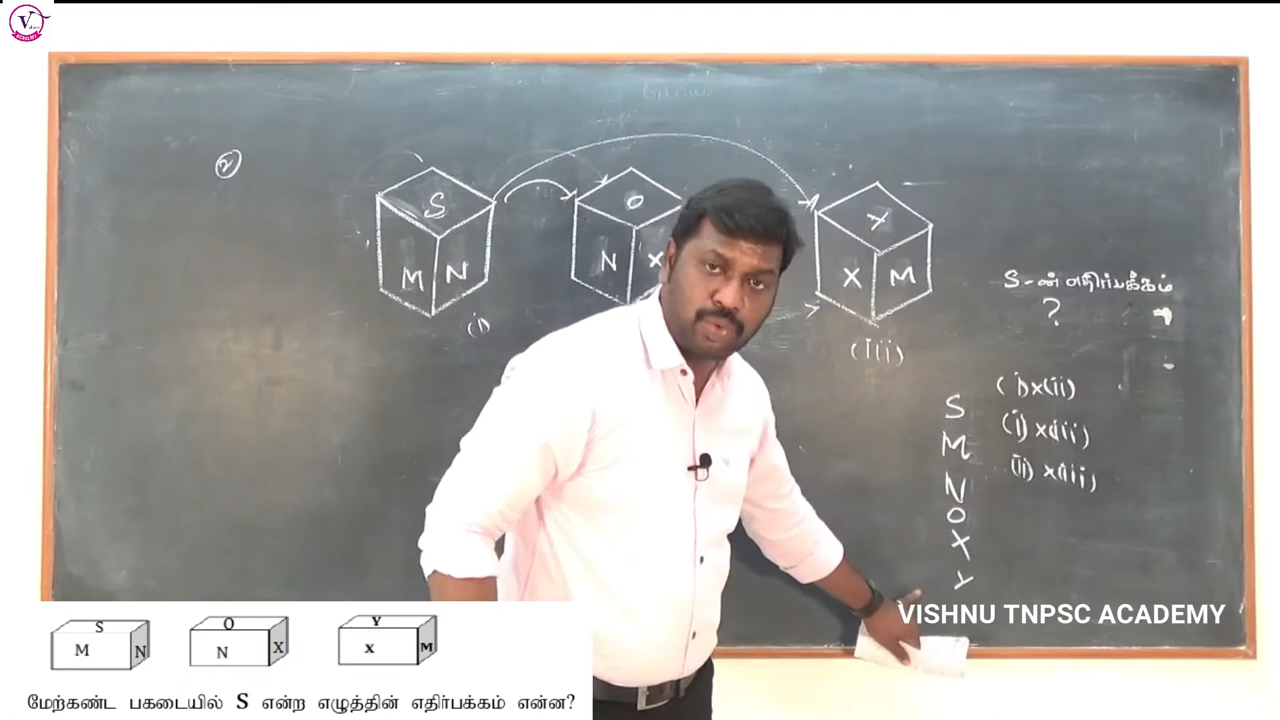 2
S
M N
(i)
O
N X
Y
X M
(iii)
S-ன் எதிர்பக்கம்
?
(i)x(ii)
(i) x(iii)
(ii) x(iii)
S
M
N
O
X
Y
VISHNU TNPSC ACADEMY
S
M N
O
N X
Y
X M
மேற்கண்ட பகடையில் S என்ற எழுத்தின் எதிர்பக்கம் என்ன?